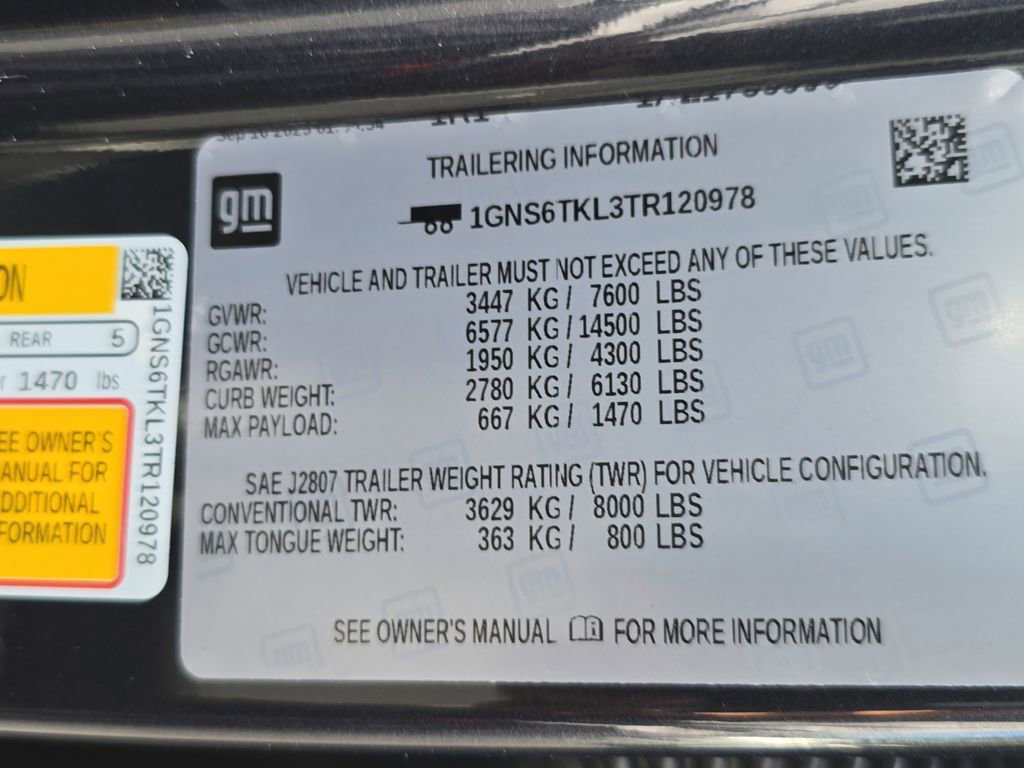 TRAILERING INFORMATION
gm
1GNS6TKL3TR120978
VEHICLE AND TRAILER MUST NOT EXCEED ANY OF THESE VALUES.
GVWR: 3447 KG / 7600 LBS
GCWR: 6577 KG / 14500 LBS
RGAWR: 1950 KG / 4300 LBS
CURB WEIGHT: 2780 KG / 6130 LBS
MAX PAYLOAD: 667 KG / 1470 LBS
SAE J2807 TRAILER WEIGHT RATING (TWR) FOR VEHICLE CONFIGURATION.
CONVENTIONAL TWR: 3629 KG / 8000 LBS
MAX TONGUE WEIGHT: 363 KG / 800 LBS
SEE OWNER'S MANUAL FOR MORE INFORMATION
ON
REAR 5
r 1470 lbs
EE OWNER'S
ANUAL FOR
DDITIONAL
FORMATION
1GNS6TKL3TR120978